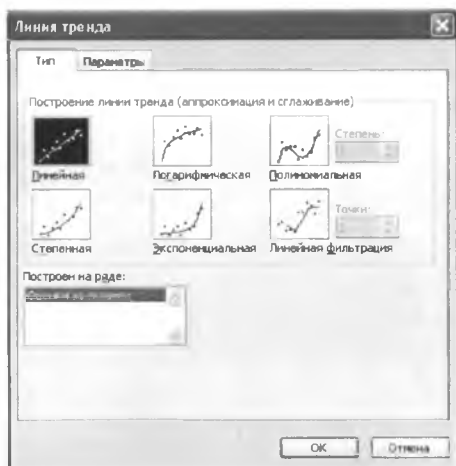 Линия тренда
Тип Параметры
Построение линии тренда (аппроксимация и сглаживание)
Степень:
Линейная Логарифмическая Полиномиальная
Точки:
Степенная Экспоненциальная Линейная фильтрация
Построен на ряде:
OK Отмена